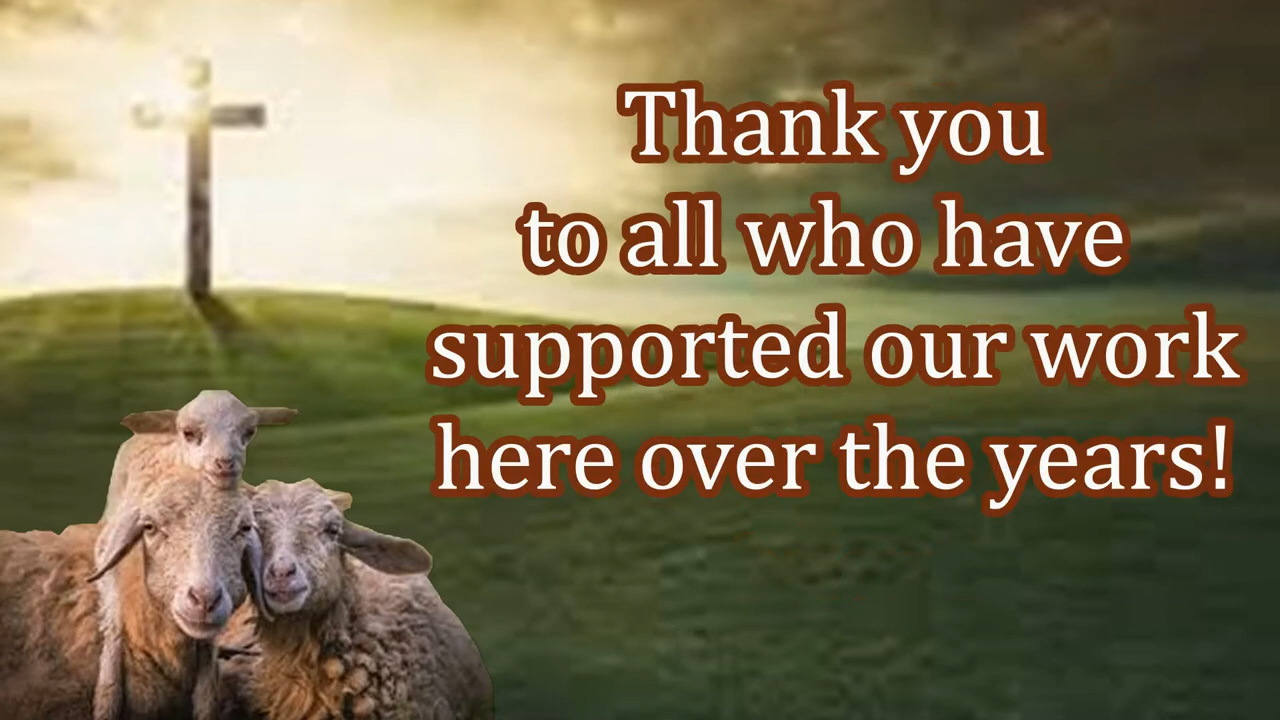 Thank you
to all who have
supported our work
here over the years!